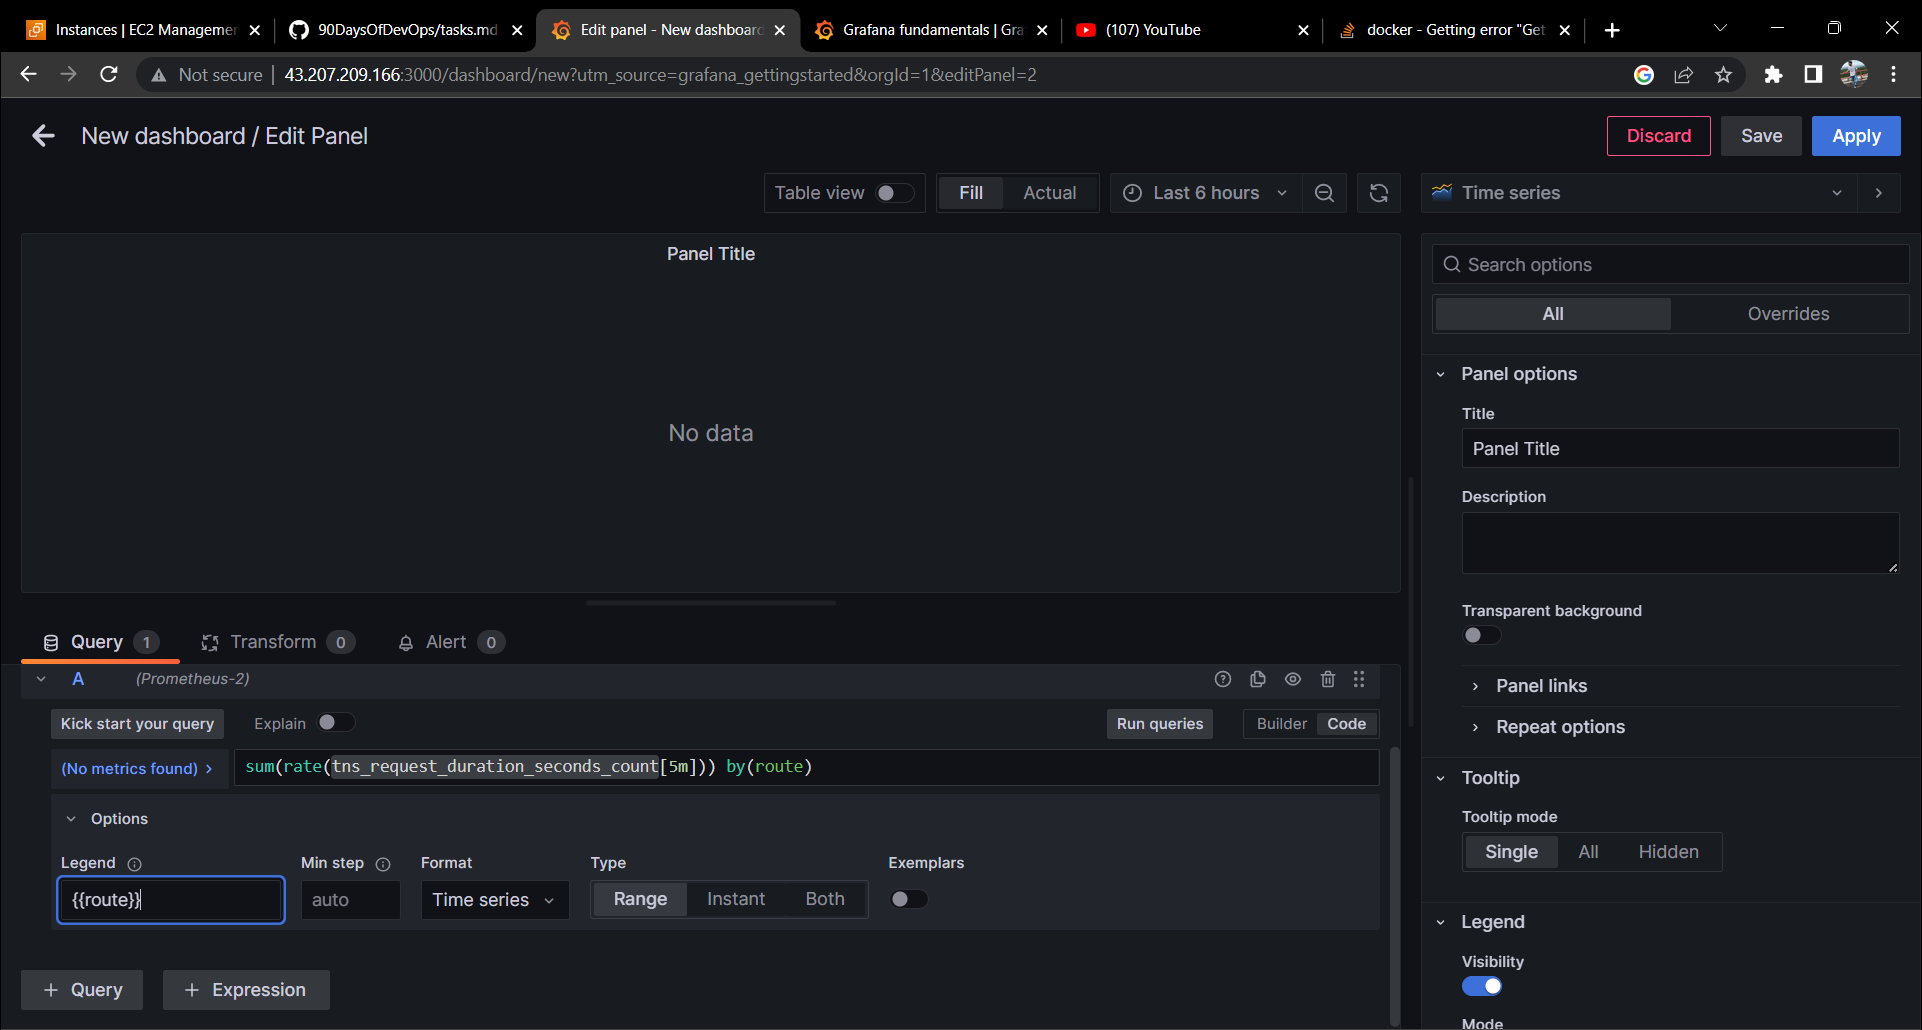 Instances | EC2 Managemer
90DaysOfDevOps/tasks.md
Edit panel - New dashboard
Grafana fundamentals | Gra
(107) YouTube
docker - Getting error "Get
Not secure
43.207.209.166:3000/dashboard/new?utm_source=grafana_gettingstarted&orgId=1&editPanel=2
New dashboard / Edit Panel
Discard
Save
Apply
Table view
Fill
Actual
Last 6 hours
Time series
Panel Title
No data
Search options
All
Overrides
Panel options
Title
Panel Title
Description
Transparent background
Panel links
Repeat options
Tooltip
Tooltip mode
Single
All
Hidden
Legend
Visibility
Mode
Query 1
Transform 0
Alert 0
A (Prometheus-2)
Kick start your query
Explain
Run queries
Builder
Code
(No metrics found) >
sum(rate(tns_request_duration_seconds_count[5m])) by(route)
Options
Legend
Min step
Format
Type
Exemplars
{{route}}
auto
Time series
Range
Instant
Both
+ Query
+ Expression